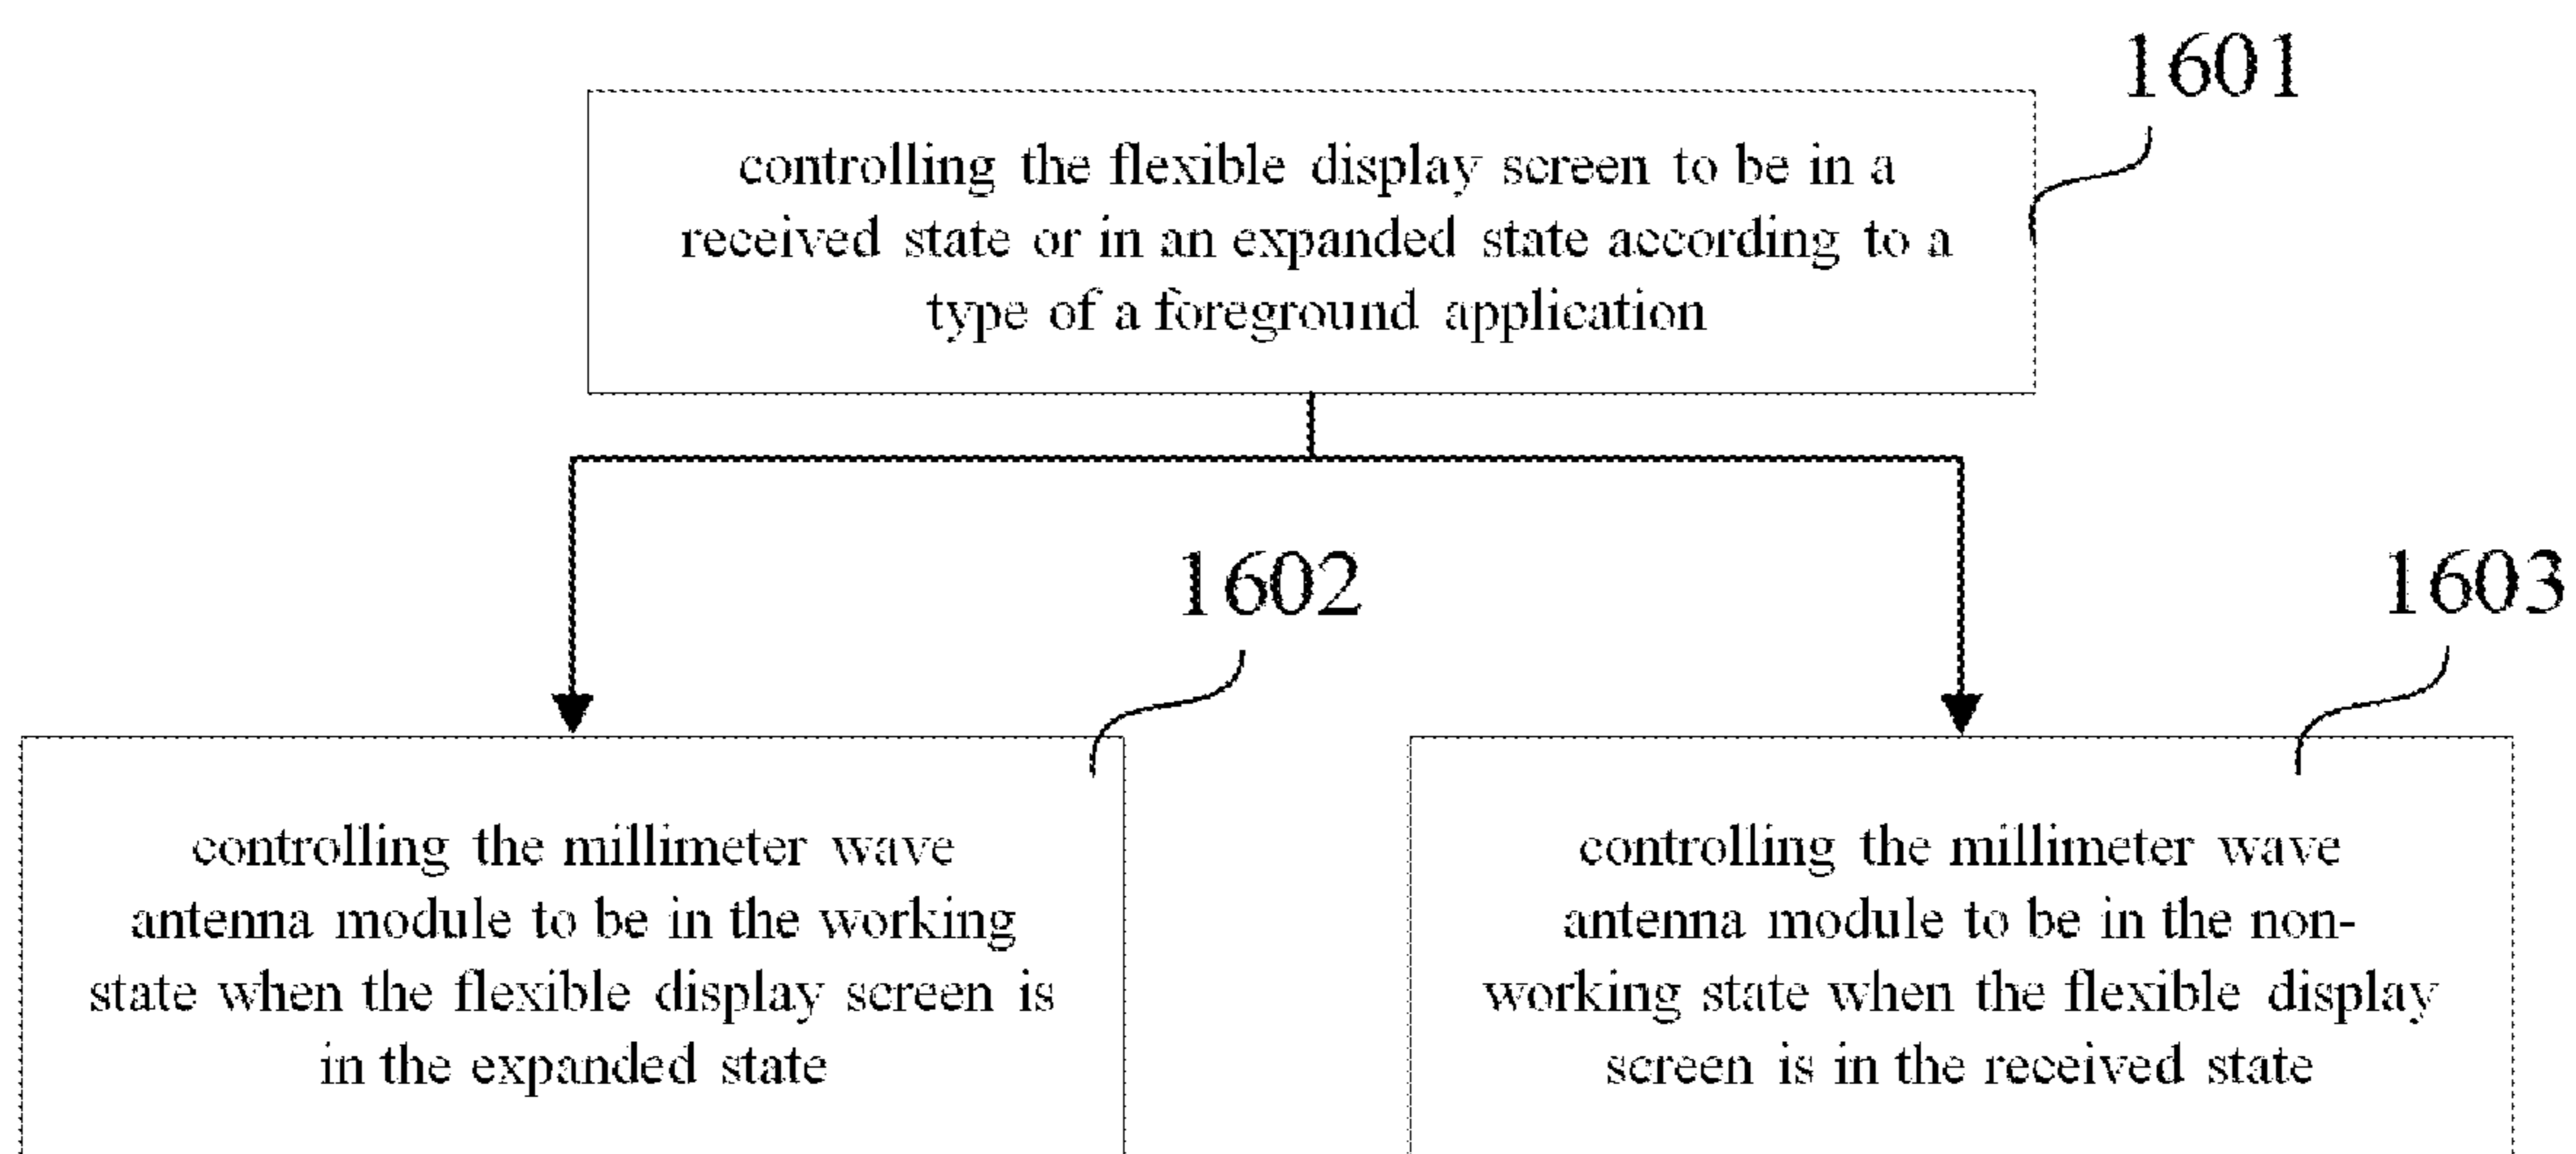 1601
controlling the flexible display screen to be in a
received state or in an expanded state according to a
type of a foreground application
1602
controlling the millimeter wave
antenna module to be in the working
state when the flexible display screen is
in the expanded state
1603
controlling the millimeter wave
antenna module to be in the non-
working state when the flexible display
screen is in the received state